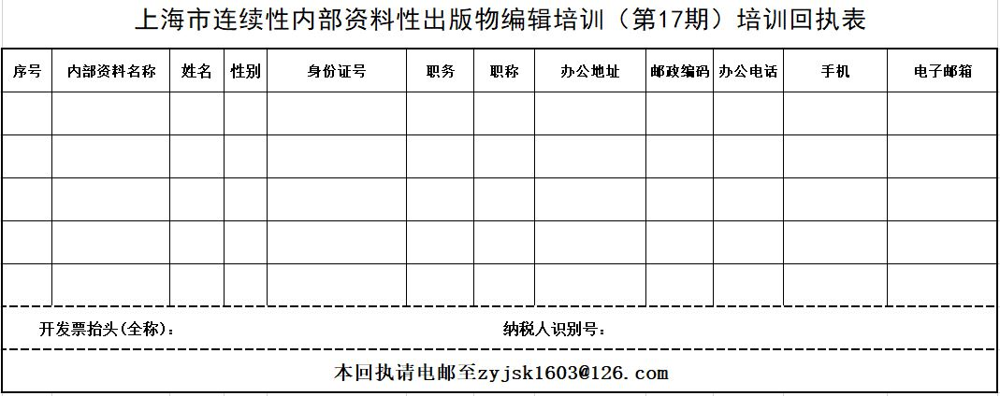 上海市连续性内部资料性出版物编辑培训（第17期）培训回执表
序号 内部资料名称 姓名 性别 身份证号 职务 职称 办公地址 邮政编码 办公电话 手机 电子邮箱
开发票抬头(全称)： 纳税人识别号：
本回执请电邮至zyjsk1603@126.com